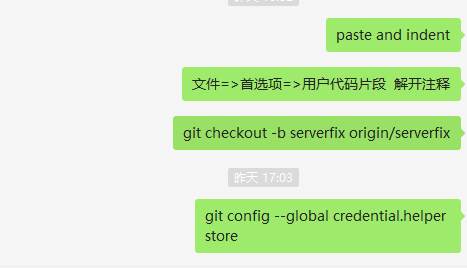 paste and indent
文件=>首选项=>用户代码片段 解开注释
git checkout -b serverfix origin/serverfix
昨天 17:03
git config --global credential.helper
store